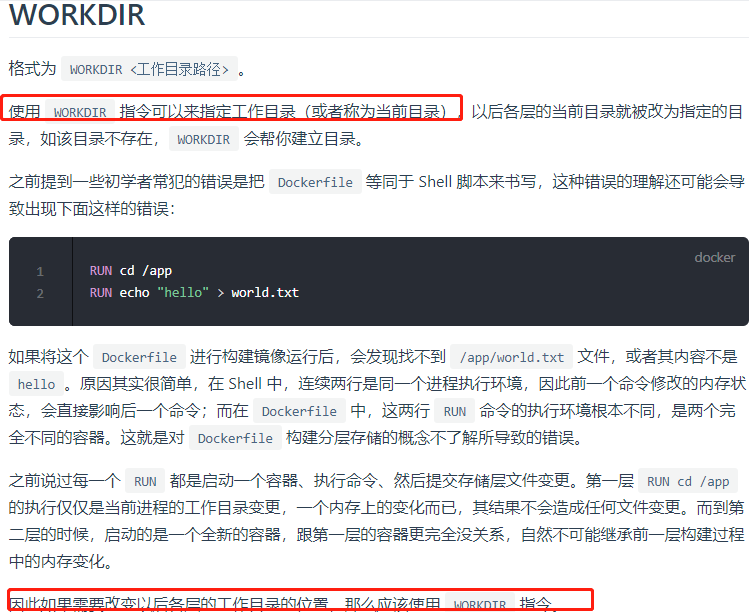 WORKDIR
格式为 WORKDIR <工作目录路径> 。
使用 WORKDIR 指令可以来指定工作目录（或者称为当前目录），以后各层的当前目录就被改为指定的目
录，如该目录不存在， WORKDIR 会帮你建立目录。
之前提到一些初学者常犯的错误是把 Dockerfile 等同于 Shell 脚本来书写，这种错误的理解还可能会导
致出现下面这样的错误：
docker
1 RUN cd /app
2 RUN echo "hello" > world.txt
如果将这个 Dockerfile 进行构建镜像运行后，会发现找不到 /app/world.txt 文件，或者其内容不是
hello 。原因其实很简单，在 Shell 中，连续两行是同一个进程执行环境，因此前一个命令修改的内存状
态，会直接影响后一个命令；而在 Dockerfile 中，这两行 RUN 命令的执行环境根本不同，是两个完
全不同的容器。这就是对 Dockerfile 构建分层存储的概念不了解所导致的错误。
之前说过每一个 RUN 都是启动一个容器、执行命令、然后提交存储层文件变更。第一层 RUN cd /app
的执行仅仅是当前进程的工作目录变更，一个内存上的变化而已，其结果不会造成任何文件变更。而到第
二层的时候，启动的是一个全新的容器，跟第一层的容器更完全没关系，自然不可能继承前一层构建过程
中的内存变化。
因此如果需要改变以后各层的工作目录的位置，那么应该使用 WORKDIR 指令。